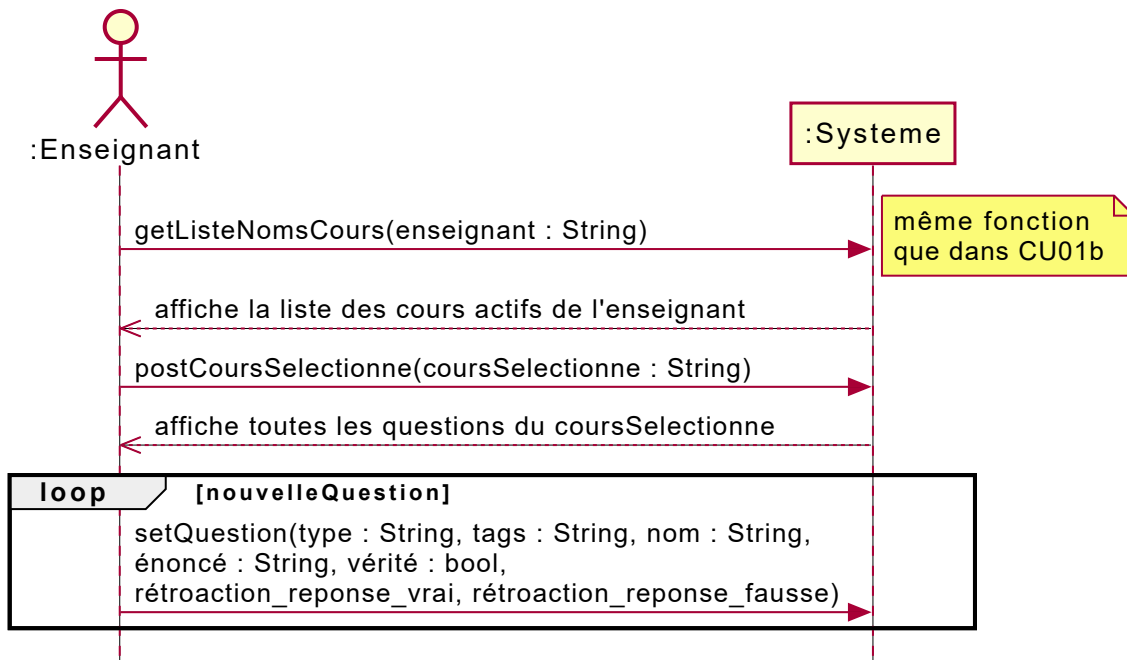 :Enseignant
:Systeme
getListeNomsCours(enseignant : String)
même fonction
que dans CU01b
affiche la liste des cours actifs de l'enseignant
postCoursSelectionne(coursSelectionne : String)
affiche toutes les questions du coursSelectionne
loop [nouvelleQuestion]
setQuestion(type : String, tags : String, nom : String,
énoncé : String, vérité : bool,
rétroaction_reponse_vrai, rétroaction_reponse_fausse)